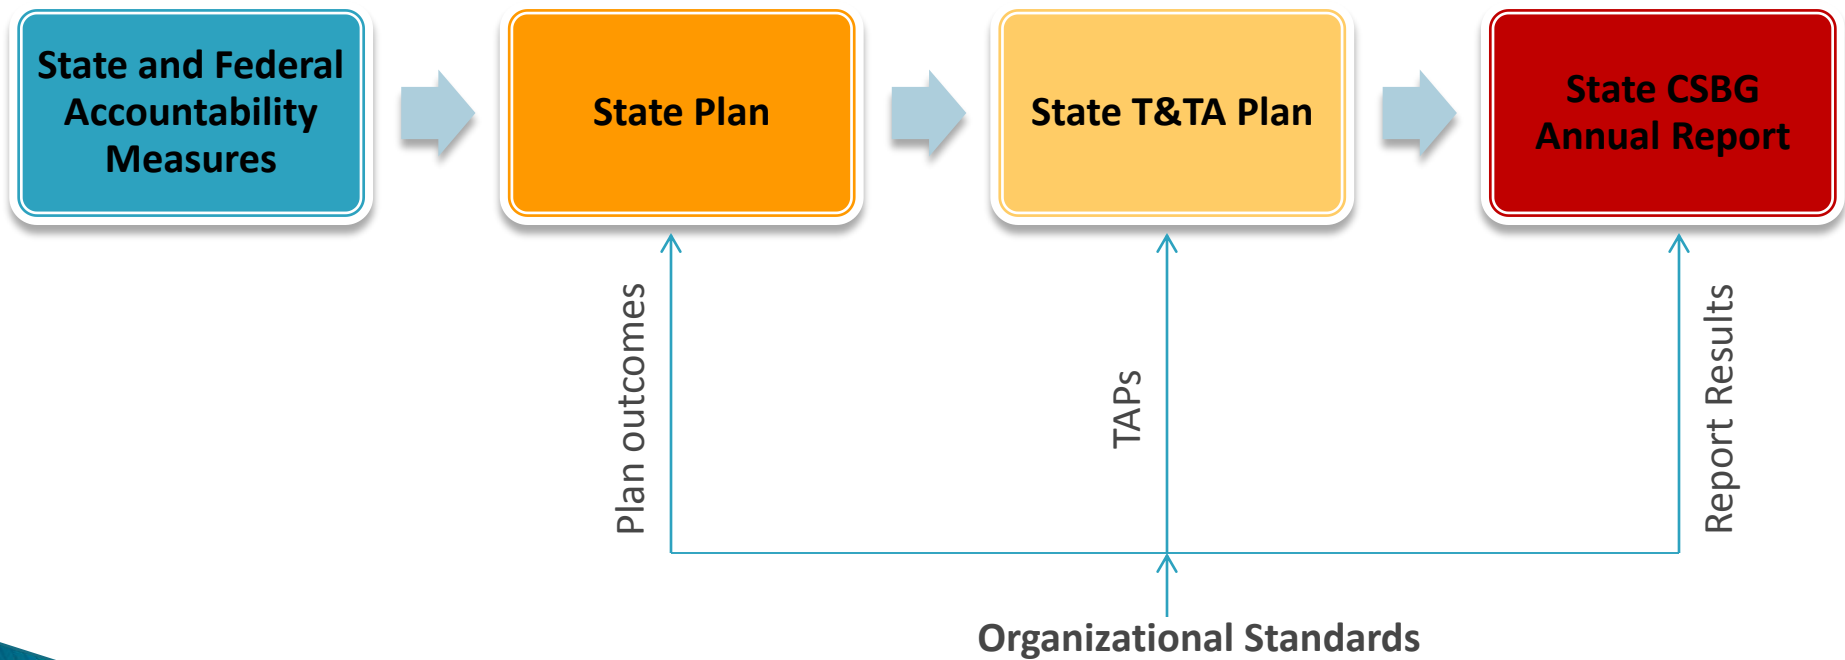 State and Federal
Accountability
Measures
State Plan
State T&TA Plan
State CSBG
Annual Report
Plan outcomes
TAPs
Report Results
Organizational Standards